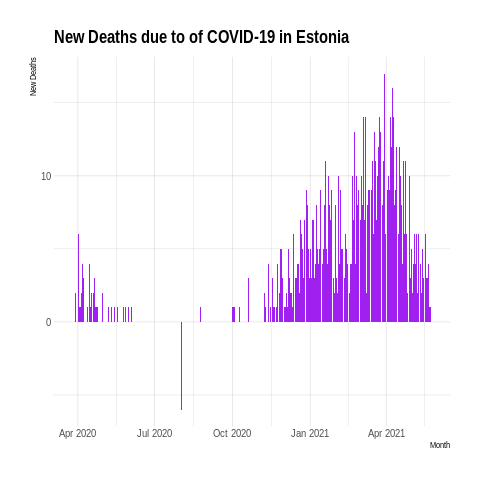 New Deaths due to of COVID-19 in Estonia
New Deaths
10
0
Apr 2020 Jul 2020 Oct 2020 Jan 2021 Apr 2021
Month